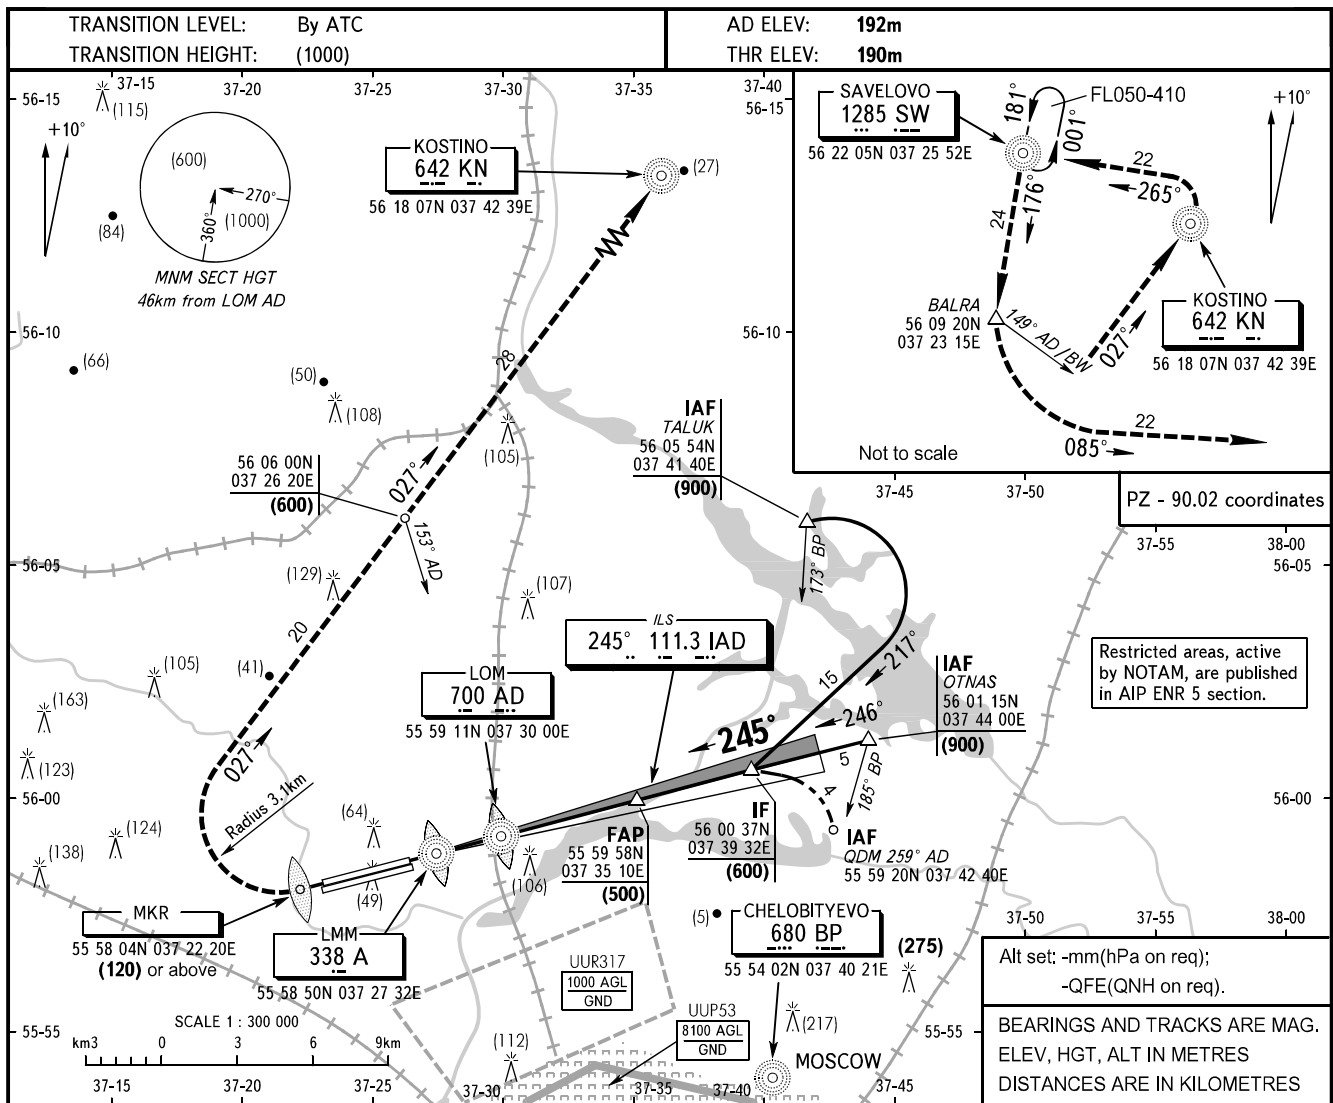 TRANSITION LEVEL: By ATC
TRANSITION HEIGHT: (1000)
AD ELEV: 192m
THR ELEV: 190m
37-15
37-20
37-25
37-30
37-35
37-40
56-15
56-15
(115)
+10°
(600)
270°
360°
(1000)
MNM SECT HGT
46km from LOM AD
(84)
KOSTINO
642 KN
56 18 07N 037 42 39E
(27)
SAVELOVO
1285 SW
56 22 05N 037 25 52E
181°
FL050-410
001°
+10°
22
265°
176°
24
BALRA
56 09 20N
037 23 15E
149° AD/BW
027°
KOSTINO
642 KN
56 18 07N 037 42 39E
22
085°
Not to scale
56-10
56-10
(66)
(50)
(108)
28
(105)
IAF
TALUK
56 05 54N
037 41 40E
(900)
56 06 00N
037 26 20E
(600)
027°
153° AD
37-45
37-50
PZ - 90.02 coordinates
37-55
38-00
56-05
56-05
(129)
(107)
173° BP
20
ILS
245° 111.3 IAD
217°
15
Restricted areas, active
by NOTAM, are published
in AIP ENR 5 section.
(105)
(41)
(163)
LOM
700 AD
55 59 11N 037 30 00E
IAF
OTNAS
56 01 15N
037 44 00E
(900)
246°
245°
5
185° BP
4
(123)
027°
Radius 3.1km
56-00
56-00
(64)
(124)
(138)
(49)
(106)
FAP
55 59 58N
037 35 10E
(500)
IF
56 00 37N
037 39 32E
(600)
IAF
QDM 259° AD
55 59 20N 037 42 40E
MKR
55 58 04N 037 22 20E
(120) or above
LMM
338 A
55 58 50N 037 27 32E
(5)
CHELOBITYEVO
680 BP
55 54 02N 037 40 21E
(275)
37-50
37-55
38-00
UUR317
1000 AGL
GND
UUP53
8100 AGL
GND
(217)
(112)
MOSCOW
55-55
55-55
SCALE 1 : 300 000
km3 0 3 6 9km
37-15
37-20
37-25
37-30
37-35
37-40
37-45
Alt set: -mm(hPa on req);
-QFE(QNH on req).
BEARINGS AND TRACKS ARE MAG.
ELEV, HGT, ALT IN METRES
DISTANCES ARE IN KILOMETRES